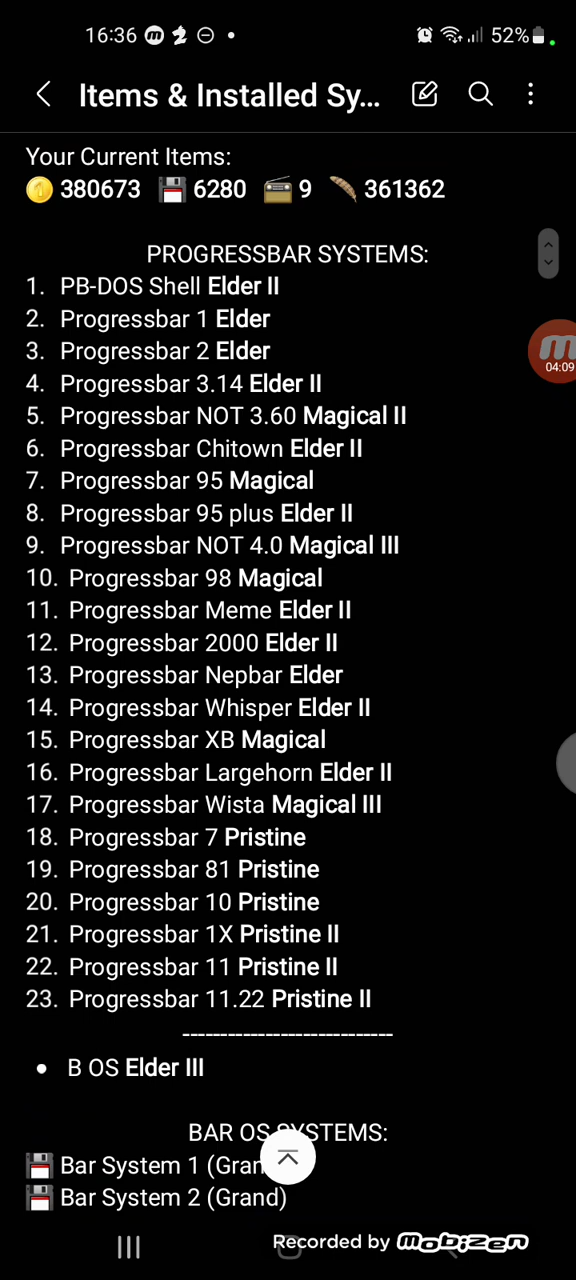 16:36 52%
Items & Installed Sy...
Your Current Items:
380673 6280 9 361362
PROGRESSBAR SYSTEMS:
1. PB-DOS Shell Elder II
2. Progressbar 1 Elder
3. Progressbar 2 Elder
04:09
4. Progressbar 3.14 Elder II
5. Progressbar NOT 3.60 Magical II
6. Progressbar Chitown Elder II
7. Progressbar 95 Magical
8. Progressbar 95 plus Elder II
9. Progressbar NOT 4.0 Magical III
10. Progressbar 98 Magical
11. Progressbar Meme Elder II
12. Progressbar 2000 Elder II
13. Progressbar Nepbar Elder
14. Progressbar Whisper Elder II
15. Progressbar XB Magical
16. Progressbar Largehorn Elder II
17. Progressbar Wista Magical III
18. Progressbar 7 Pristine
19. Progressbar 81 Pristine
20. Progressbar 10 Pristine
21. Progressbar 1X Pristine II
22. Progressbar 11 Pristine II
23. Progressbar 11.22 Pristine II
----------------------------
• B OS Elder III
BAR OS SYSTEMS:
Bar System 1 (Gran
Bar System 2 (Grand)
Recorded by Mobizen